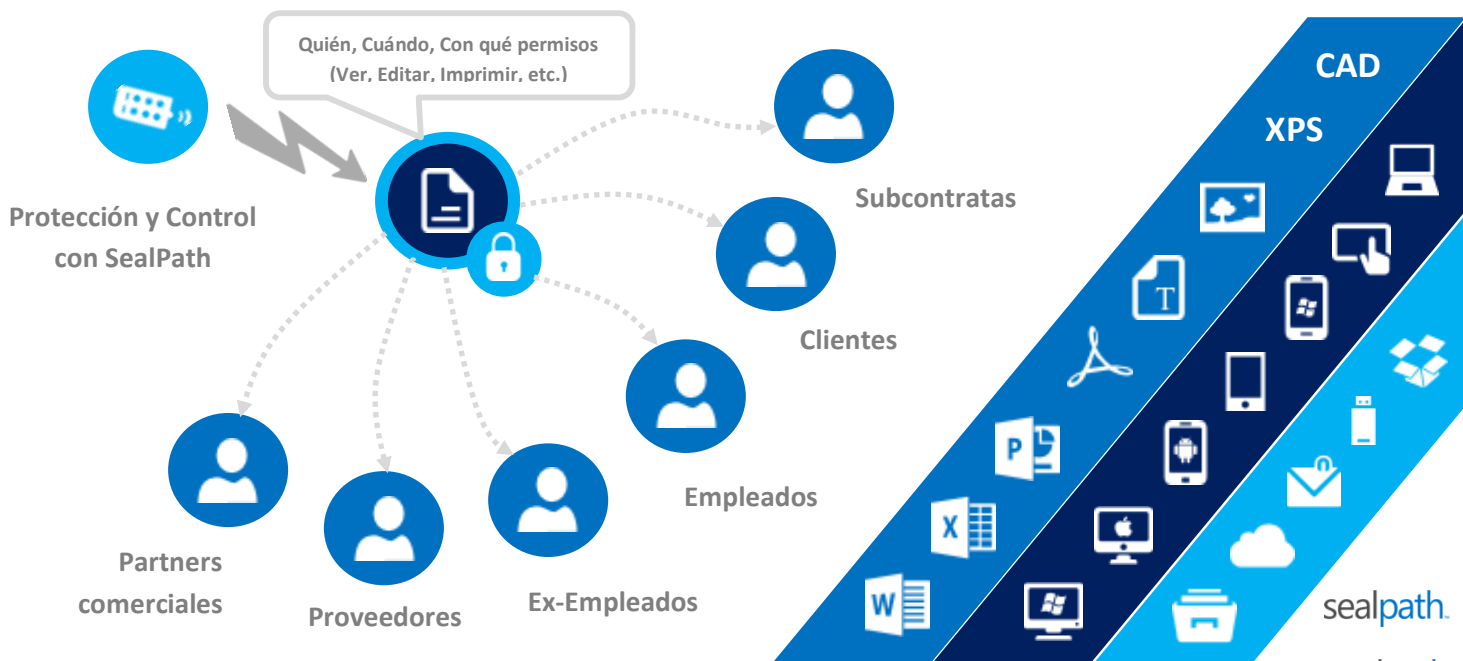 Quién, Cuándo, Con qué permisos
(Ver, Editar, Imprimir, etc.)
Protección y Control
con SealPath
Subcontratas
Clientes
Empleados
Ex-Empleados
Proveedores
Partners
comerciales
CAD
XPS
T
P
X
W
sealpath